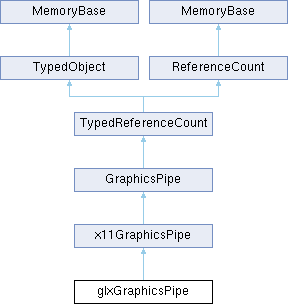 MemoryBase MemoryBase
TypedObject ReferenceCount
TypedReferenceCount
GraphicsPipe
x11GraphicsPipe
glxGraphicsPipe